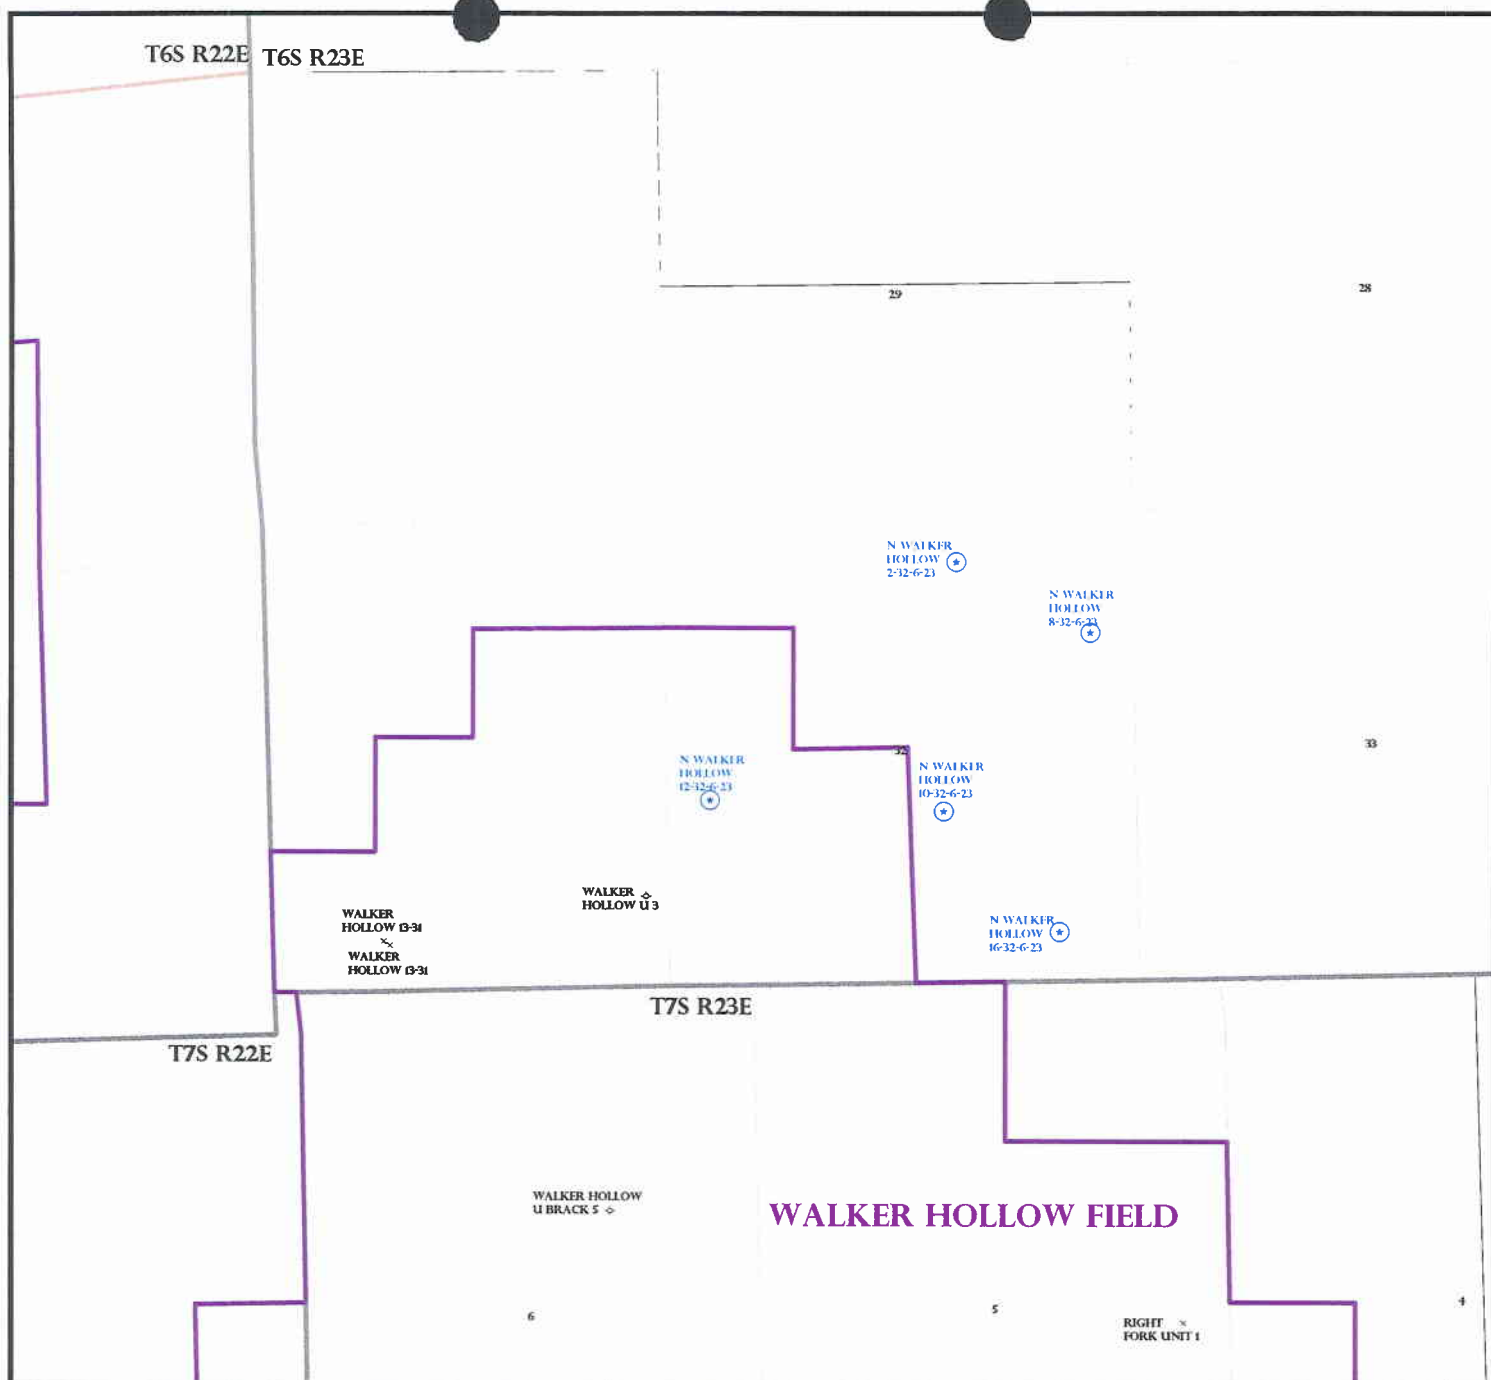 T6S R22E
T6S R23E
29
28
N WALKER
HOLLOW
2-32-6-23
N WALKER
HOLLOW
8-32-6-23
32
33
N WALKER
HOLLOW
12-32-6-23
N WALKER
HOLLOW
10-32-6-23
WALKER
HOLLOW U 3
WALKER
HOLLOW 13-31
WALKER
HOLLOW 13-31
N WALKER
HOLLOW
16-32-6-23
T7S R23E
T7S R22E
WALKER HOLLOW
U BRACK 5
WALKER HOLLOW FIELD
6
5
4
RIGHT
FORK UNIT 1